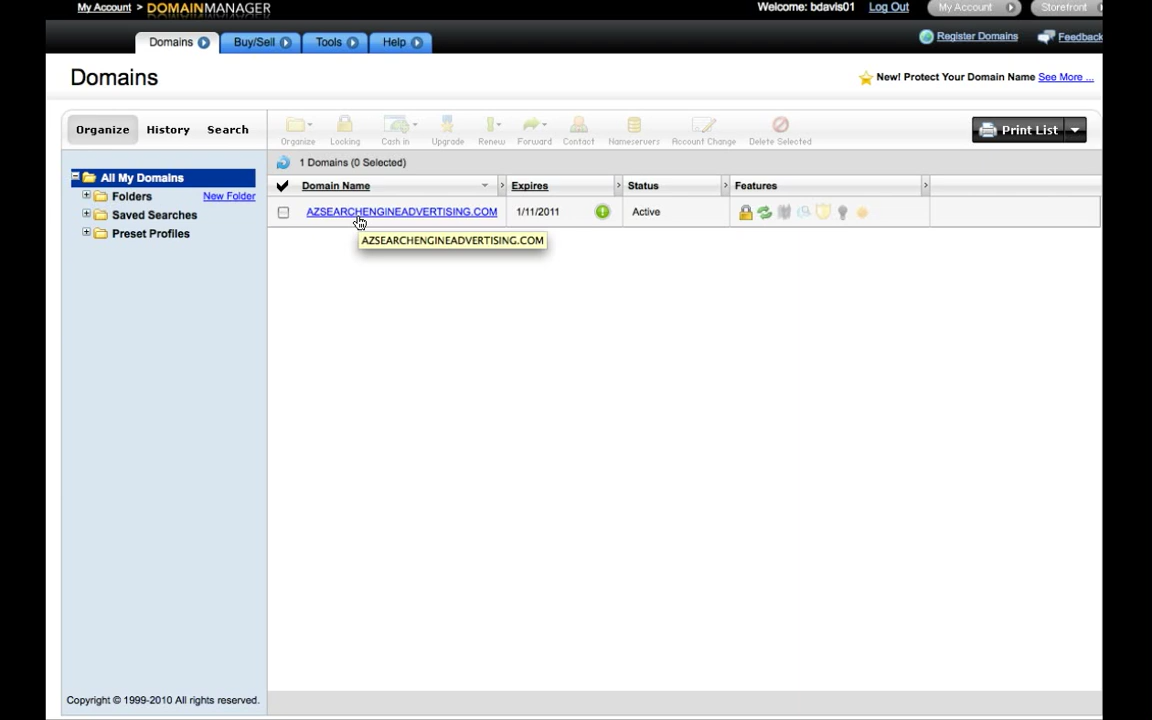 My Account > DOMAINMANAGER
Welcome: bdavis01 Log Out My Account Storefront
Domains Buy/Sell Tools Help
Register Domains Feedback
Domains
New! Protect Your Domain Name See More ...
Organize History Search
Organize Locking Cash in Upgrade Renew Forward Contact Nameservers Account Change Delete Selected
Print List
1 Domains (0 Selected)
All My Domains
Folders New Folder
Saved Searches
Preset Profiles
Domain Name Expires Status Features
AZSEARCHENGINEADVERTISING.COM 1/11/2011 Active
AZSEARCHENGINEADVERTISING.COM
Copyright © 1999-2010 All rights reserved.